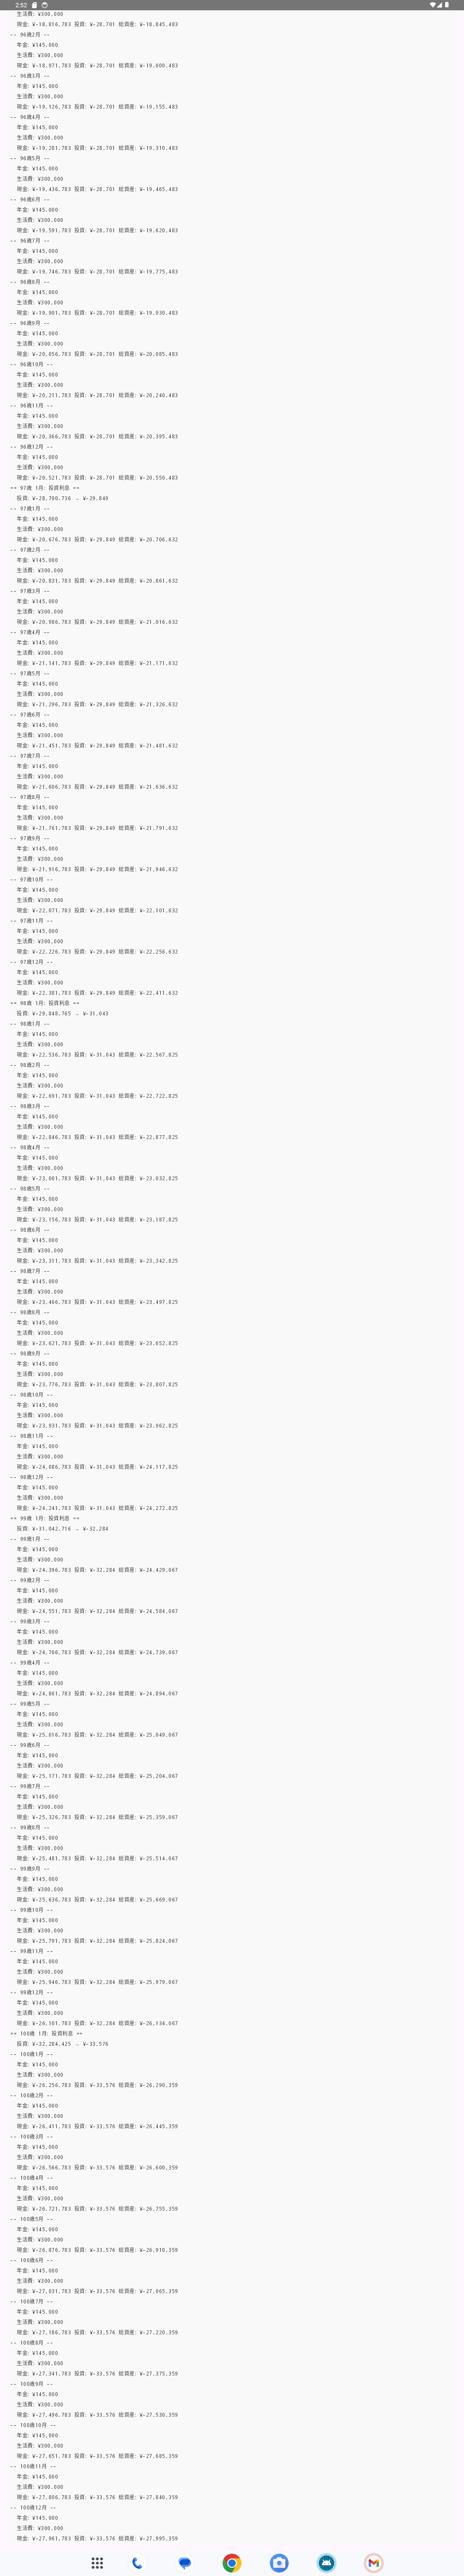 2:52
生活費: ¥300,000
現金: ¥-18,816,783 投資: ¥-28,701 総資産: ¥-18,845,483
-- 96歳2月 --
年金: ¥145,000
生活費: ¥300,000
現金: ¥-18,971,783 投資: ¥-28,701 総資産: ¥-19,000,483
-- 96歳3月 --
年金: ¥145,000
生活費: ¥300,000
現金: ¥-19,126,783 投資: ¥-28,701 総資産: ¥-19,155,483
-- 96歳4月 --
年金: ¥145,000
生活費: ¥300,000
現金: ¥-19,281,783 投資: ¥-28,701 総資産: ¥-19,310,483
-- 96歳5月 --
年金: ¥145,000
生活費: ¥300,000
現金: ¥-19,436,783 投資: ¥-28,701 総資産: ¥-19,465,483
-- 96歳6月 --
年金: ¥145,000
生活費: ¥300,000
現金: ¥-19,591,783 投資: ¥-28,701 総資産: ¥-19,620,483
-- 96歳7月 --
年金: ¥145,000
生活費: ¥300,000
現金: ¥-19,746,783 投資: ¥-28,701 総資産: ¥-19,775,483
-- 96歳8月 --
年金: ¥145,000
生活費: ¥300,000
現金: ¥-19,901,783 投資: ¥-28,701 総資産: ¥-19,930,483
-- 96歳9月 --
年金: ¥145,000
生活費: ¥300,000
現金: ¥-20,056,783 投資: ¥-28,701 総資産: ¥-20,085,483
-- 96歳10月 --
年金: ¥145,000
生活費: ¥300,000
現金: ¥-20,211,783 投資: ¥-28,701 総資産: ¥-20,240,483
-- 96歳11月 --
年金: ¥145,000
生活費: ¥300,000
現金: ¥-20,366,783 投資: ¥-28,701 総資産: ¥-20,395,483
-- 96歳12月 --
年金: ¥145,000
生活費: ¥300,000
現金: ¥-20,521,783 投資: ¥-28,701 総資産: ¥-20,550,483
== 97歳 1月: 投資利息 ==
投資: ¥-28,700.736 → ¥-29,849
-- 97歳1月 --
年金: ¥145,000
生活費: ¥300,000
現金: ¥-20,676,783 投資: ¥-29,849 総資産: ¥-20,706,632
-- 97歳2月 --
年金: ¥145,000
生活費: ¥300,000
現金: ¥-20,831,783 投資: ¥-29,849 総資産: ¥-20,861,632
-- 97歳3月 --
年金: ¥145,000
生活費: ¥300,000
現金: ¥-20,986,783 投資: ¥-29,849 総資産: ¥-21,016,632
-- 97歳4月 --
年金: ¥145,000
生活費: ¥300,000
現金: ¥-21,141,783 投資: ¥-29,849 総資産: ¥-21,171,632
-- 97歳5月 --
年金: ¥145,000
生活費: ¥300,000
現金: ¥-21,296,783 投資: ¥-29,849 総資産: ¥-21,326,632
-- 97歳6月 --
年金: ¥145,000
生活費: ¥300,000
現金: ¥-21,451,783 投資: ¥-29,849 総資産: ¥-21,481,632
-- 97歳7月 --
年金: ¥145,000
生活費: ¥300,000
現金: ¥-21,606,783 投資: ¥-29,849 総資産: ¥-21,636,632
-- 97歳8月 --
年金: ¥145,000
生活費: ¥300,000
現金: ¥-21,761,783 投資: ¥-29,849 総資産: ¥-21,791,632
-- 97歳9月 --
年金: ¥145,000
生活費: ¥300,000
現金: ¥-21,916,783 投資: ¥-29,849 総資産: ¥-21,946,632
-- 97歳10月 --
年金: ¥145,000
生活費: ¥300,000
現金: ¥-22,071,783 投資: ¥-29,849 総資産: ¥-22,101,632
-- 97歳11月 --
年金: ¥145,000
生活費: ¥300,000
現金: ¥-22,226,783 投資: ¥-29,849 総資産: ¥-22,256,632
-- 97歳12月 --
年金: ¥145,000
生活費: ¥300,000
現金: ¥-22,381,783 投資: ¥-29,849 総資産: ¥-22,411,632
== 98歳 1月: 投資利息 ==
投資: ¥-29,848.765 → ¥-31,043
-- 98歳1月 --
年金: ¥145,000
生活費: ¥300,000
現金: ¥-22,536,783 投資: ¥-31,043 総資産: ¥-22,567,825
-- 98歳2月 --
年金: ¥145,000
生活費: ¥300,000
現金: ¥-22,691,783 投資: ¥-31,043 総資産: ¥-22,722,825
-- 98歳3月 --
年金: ¥145,000
生活費: ¥300,000
現金: ¥-22,846,783 投資: ¥-31,043 総資産: ¥-22,877,825
-- 98歳4月 --
年金: ¥145,000
生活費: ¥300,000
現金: ¥-23,001,783 投資: ¥-31,043 総資産: ¥-23,032,825
-- 98歳5月 --
年金: ¥145,000
生活費: ¥300,000
現金: ¥-23,156,783 投資: ¥-31,043 総資産: ¥-23,187,825
-- 98歳6月 --
年金: ¥145,000
生活費: ¥300,000
現金: ¥-23,311,783 投資: ¥-31,043 総資産: ¥-23,342,825
-- 98歳7月 --
年金: ¥145,000
生活費: ¥300,000
現金: ¥-23,466,783 投資: ¥-31,043 総資産: ¥-23,497,825
-- 98歳8月 --
年金: ¥145,000
生活費: ¥300,000
現金: ¥-23,621,783 投資: ¥-31,043 総資産: ¥-23,652,825
-- 98歳9月 --
年金: ¥145,000
生活費: ¥300,000
現金: ¥-23,776,783 投資: ¥-31,043 総資産: ¥-23,807,825
-- 98歳10月 --
年金: ¥145,000
生活費: ¥300,000
現金: ¥-23,931,783 投資: ¥-31,043 総資産: ¥-23,962,825
-- 98歳11月 --
年金: ¥145,000
生活費: ¥300,000
現金: ¥-24,086,783 投資: ¥-31,043 総資産: ¥-24,117,825
-- 98歳12月 --
年金: ¥145,000
生活費: ¥300,000
現金: ¥-24,241,783 投資: ¥-31,043 総資産: ¥-24,272,825
== 99歳 1月: 投資利息 ==
投資: ¥-31,042.716 → ¥-32,284
-- 99歳1月 --
年金: ¥145,000
生活費: ¥300,000
現金: ¥-24,396,783 投資: ¥-32,284 総資産: ¥-24,429,067
-- 99歳2月 --
年金: ¥145,000
生活費: ¥300,000
現金: ¥-24,551,783 投資: ¥-32,284 総資産: ¥-24,584,067
-- 99歳3月 --
年金: ¥145,000
生活費: ¥300,000
現金: ¥-24,706,783 投資: ¥-32,284 総資産: ¥-24,739,067
-- 99歳4月 --
年金: ¥145,000
生活費: ¥300,000
現金: ¥-24,861,783 投資: ¥-32,284 総資産: ¥-24,894,067
-- 99歳5月 --
年金: ¥145,000
生活費: ¥300,000
現金: ¥-25,016,783 投資: ¥-32,284 総資産: ¥-25,049,067
-- 99歳6月 --
年金: ¥145,000
生活費: ¥300,000
現金: ¥-25,171,783 投資: ¥-32,284 総資産: ¥-25,204,067
-- 99歳7月 --
年金: ¥145,000
生活費: ¥300,000
現金: ¥-25,326,783 投資: ¥-32,284 総資産: ¥-25,359,067
-- 99歳8月 --
年金: ¥145,000
生活費: ¥300,000
現金: ¥-25,481,783 投資: ¥-32,284 総資産: ¥-25,514,067
-- 99歳9月 --
年金: ¥145,000
生活費: ¥300,000
現金: ¥-25,636,783 投資: ¥-32,284 総資産: ¥-25,669,067
-- 99歳10月 --
年金: ¥145,000
生活費: ¥300,000
現金: ¥-25,791,783 投資: ¥-32,284 総資産: ¥-25,824,067
-- 99歳11月 --
年金: ¥145,000
生活費: ¥300,000
現金: ¥-25,946,783 投資: ¥-32,284 総資産: ¥-25,979,067
-- 99歳12月 --
年金: ¥145,000
生活費: ¥300,000
現金: ¥-26,101,783 投資: ¥-32,284 総資産: ¥-26,134,067
== 100歳 1月: 投資利息 ==
投資: ¥-32,284.425 → ¥-33,576
-- 100歳1月 --
年金: ¥145,000
生活費: ¥300,000
現金: ¥-26,256,783 投資: ¥-33,576 総資産: ¥-26,290,359
-- 100歳2月 --
年金: ¥145,000
生活費: ¥300,000
現金: ¥-26,411,783 投資: ¥-33,576 総資産: ¥-26,445,359
-- 100歳3月 --
年金: ¥145,000
生活費: ¥300,000
現金: ¥-26,566,783 投資: ¥-33,576 総資産: ¥-26,600,359
-- 100歳4月 --
年金: ¥145,000
生活費: ¥300,000
現金: ¥-26,721,783 投資: ¥-33,576 総資産: ¥-26,755,359
-- 100歳5月 --
年金: ¥145,000
生活費: ¥300,000
現金: ¥-26,876,783 投資: ¥-33,576 総資産: ¥-26,910,359
-- 100歳6月 --
年金: ¥145,000
生活費: ¥300,000
現金: ¥-27,031,783 投資: ¥-33,576 総資産: ¥-27,065,359
-- 100歳7月 --
年金: ¥145,000
生活費: ¥300,000
現金: ¥-27,186,783 投資: ¥-33,576 総資産: ¥-27,220,359
-- 100歳8月 --
年金: ¥145,000
生活費: ¥300,000
現金: ¥-27,341,783 投資: ¥-33,576 総資産: ¥-27,375,359
-- 100歳9月 --
年金: ¥145,000
生活費: ¥300,000
現金: ¥-27,496,783 投資: ¥-33,576 総資産: ¥-27,530,359
-- 100歳10月 --
年金: ¥145,000
生活費: ¥300,000
現金: ¥-27,651,783 投資: ¥-33,576 総資産: ¥-27,685,359
-- 100歳11月 --
年金: ¥145,000
生活費: ¥300,000
現金: ¥-27,806,783 投資: ¥-33,576 総資産: ¥-27,840,359
-- 100歳12月 --
年金: ¥145,000
生活費: ¥300,000
現金: ¥-27,961,783 投資: ¥-33,576 総資産: ¥-27,995,359